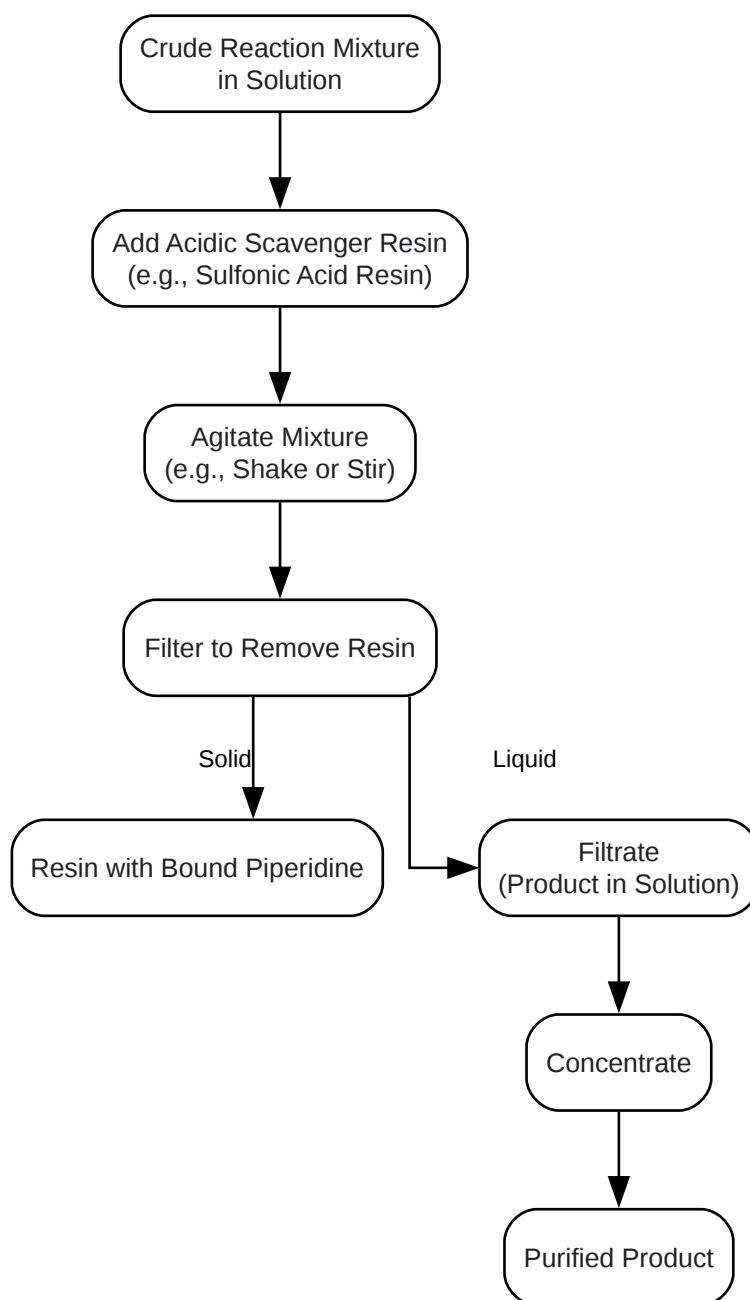 Crude Reaction Mixture
in Solution
Add Acidic Scavenger Resin
(e.g., Sulfonic Acid Resin)
Agitate Mixture
(e.g., Shake or Stir)
Filter to Remove Resin
Solid
Liquid
Resin with Bound Piperidine
Filtrate
(Product in Solution)
Concentrate
Purified Product